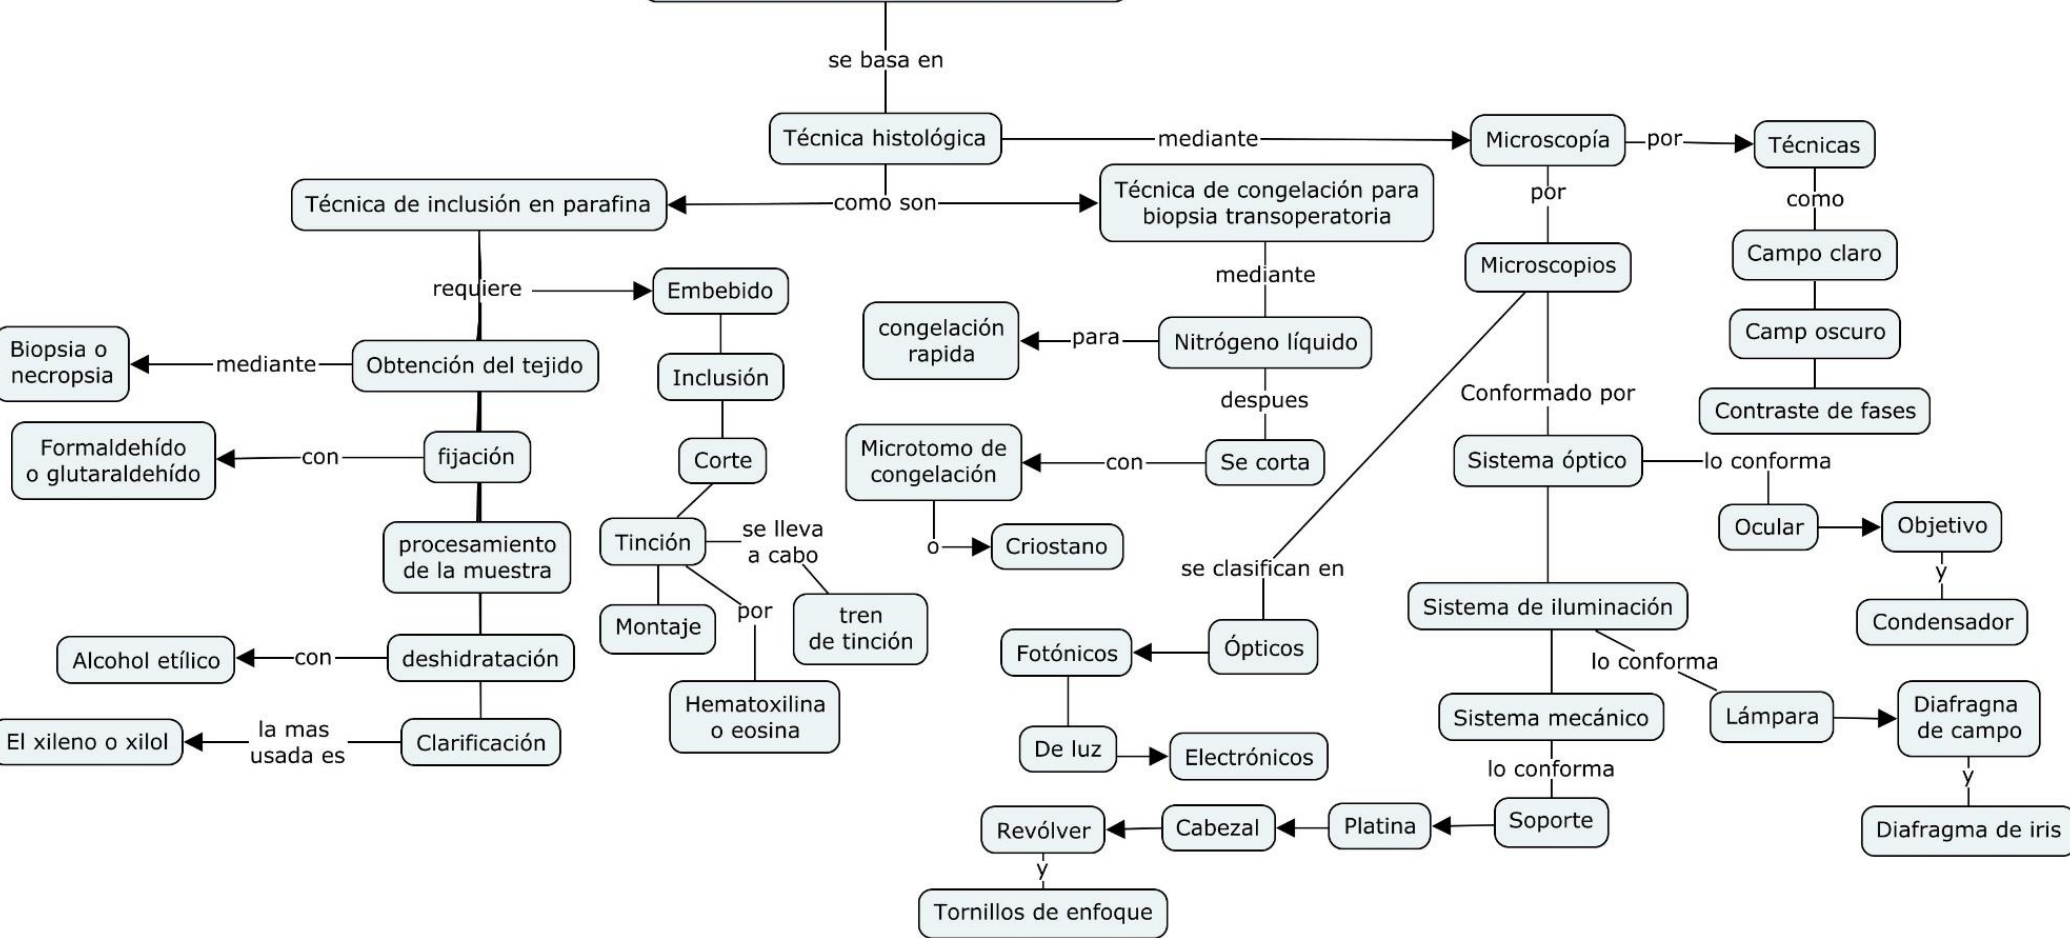 se basa en
Técnica histológica
mediante
Microscopía
por
Técnicas
como son
Técnica de inclusión en parafina
Técnica de congelación para
biopsia transoperatoria
por
como
Campo claro
Microscopios
mediante
requiere
Embebido
congelación
rapida
para
Nitrógeno líquido
Camp oscuro
Biopsia o
necropsia
mediante
Obtención del tejido
Inclusión
despues
Conformado por
Contraste de fases
Formaldehído
o glutaraldehído
con
fijación
Corte
Microtomo de
congelación
con
Se corta
Sistema óptico
lo conforma
Ocular
Objetivo
y
Condensador
procesamiento
de la muestra
Tinción
se lleva
a cabo
o
Criostano
se clasifican en
Sistema de iluminación
Montaje
por
tren
de tinción
Alcohol etílico
con
deshidratación
Fotónicos
Ópticos
lo conforma
Hematoxilina
o eosina
Sistema mecánico
Lámpara
Diafragna
de campo
El xileno o xilol
la mas
usada es
Clarificación
De luz
Electrónicos
lo conforma
y
Revólver
Cabezal
Platina
Soporte
Diafragma de iris
y
Tornillos de enfoque